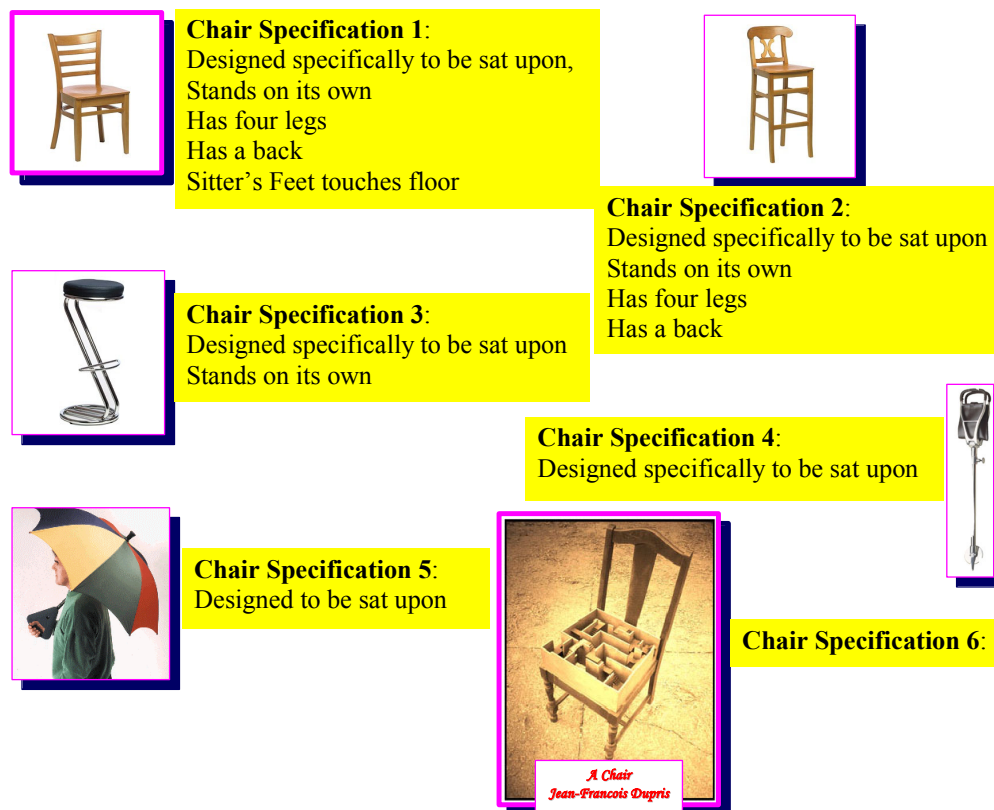 Chair Specification 1:
Designed specifically to be sat upon,
Stands on its own
Has four legs
Has a back
Sitter's Feet touches floor
Chair Specification 2:
Designed specifically to be sat upon
Stands on its own
Has four legs
Has a back
Chair Specification 3:
Designed specifically to be sat upon
Stands on its own
Chair Specification 4:
Designed specifically to be sat upon
Chair Specification 5:
Designed to be sat upon
Chair Specification 6:
A Chair
Jean-Francois Dupris